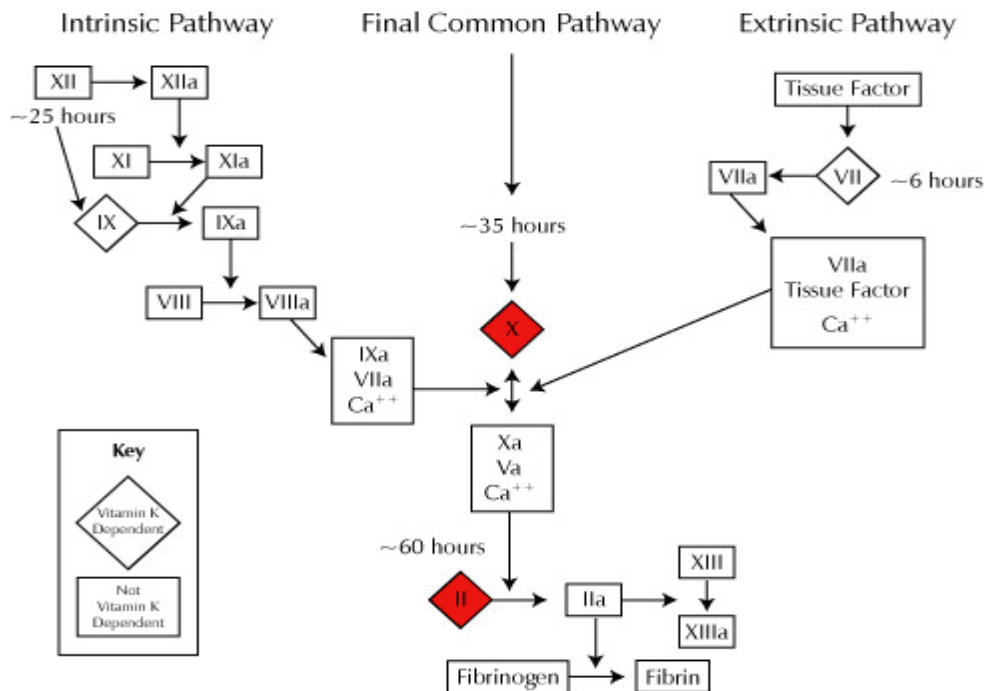 Intrinsic Pathway
Final Common Pathway
Extrinsic Pathway
XII
XIIa
~25 hours
XI
XIa
IX
IXa
VIII
VIIIa
IXa
VIIa
Ca++
~35 hours
X
Xa
Va
Ca++
~60 hours
II
IIa
XIII
XIIIa
Fibrinogen
Fibrin
Tissue Factor
VIIa
VII
~6 hours
VIIa
Tissue Factor
Ca++
Key
Vitamin K
Dependent
Not
Vitamin K
Dependent